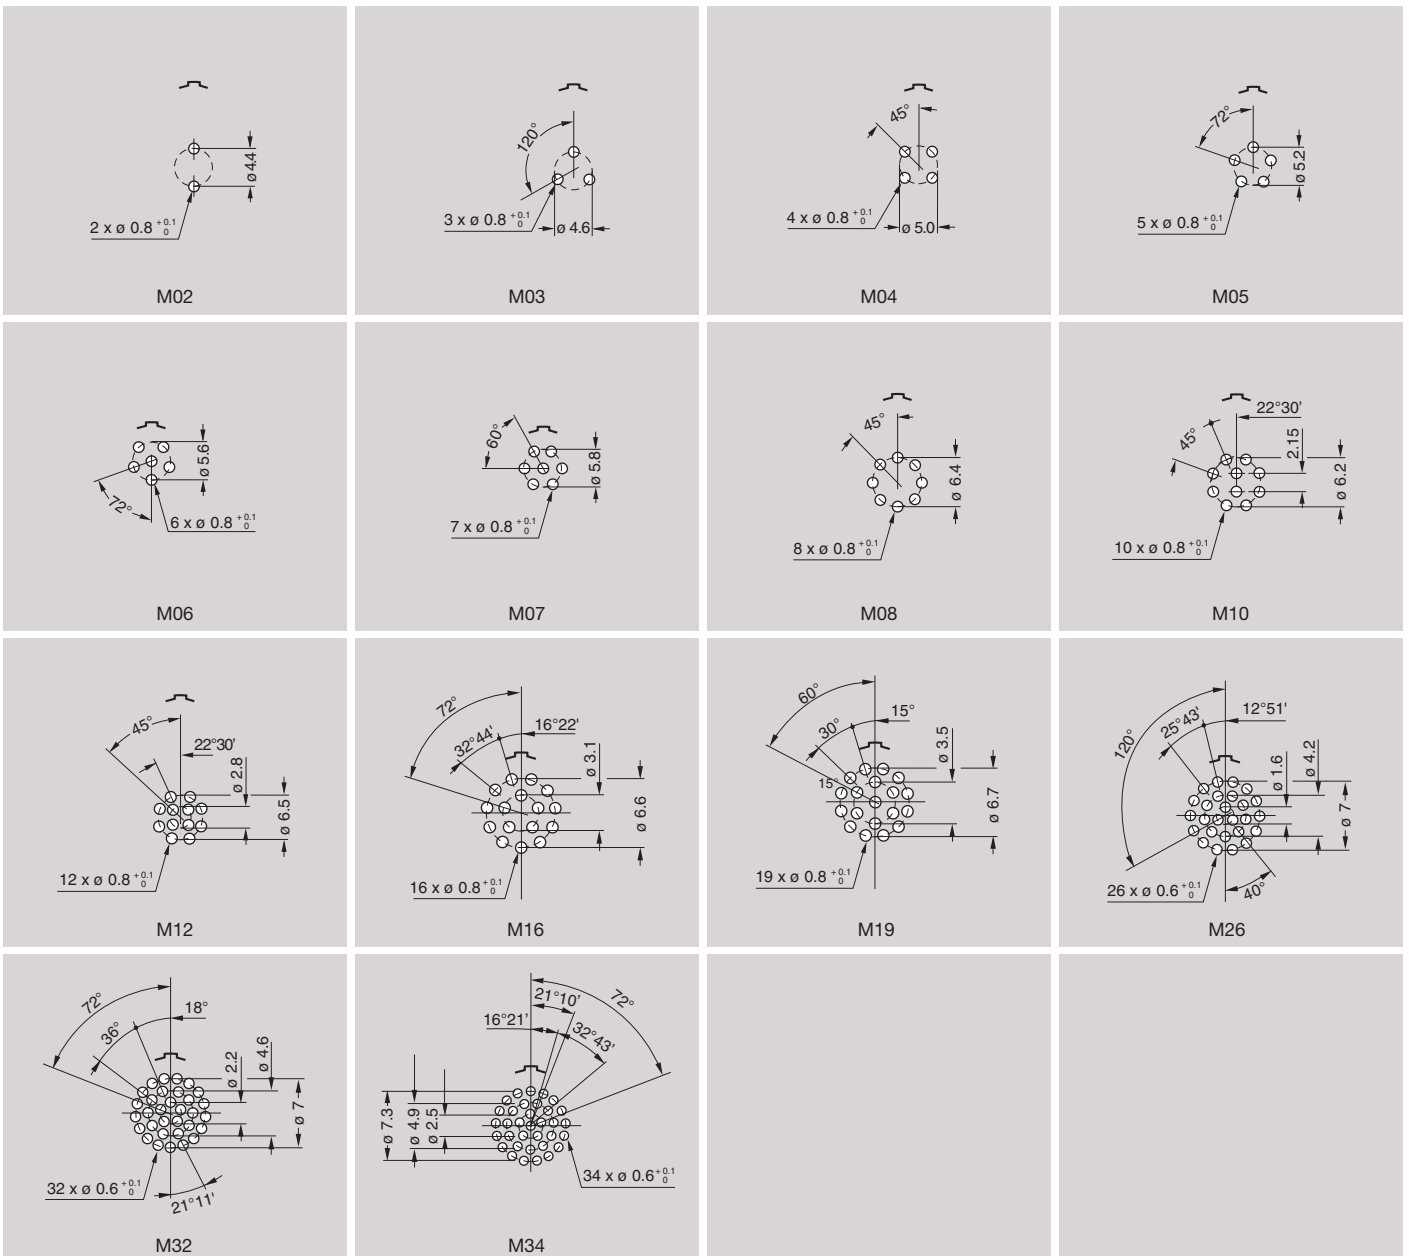 ø 4.4
2 x ø 0.8 +0.1 0
M02
120°
3 x ø 0.8 +0.1 0
ø 4.6
M03
45°
4 x ø 0.8 +0.1 0
ø 5.0
M04
72°
ø 5.2
5 x ø 0.8 +0.1 0
M05
ø 5.6
72°
6 x ø 0.8 +0.1 0
M06
60°
ø 5.8
7 x ø 0.8 +0.1 0
M07
45°
ø 6.4
8 x ø 0.8 +0.1 0
M08
22°30'
45°
2.15
ø 6.2
10 x ø 0.8 +0.1 0
M10
45°
22°30'
ø 2.8
ø 6.5
12 x ø 0.8 +0.1 0
M12
72°
16°22'
32°44'
ø 3.1
ø 6.6
16 x ø 0.8 +0.1 0
M16
60°
15°
30°
ø 3.5
15°
ø 6.7
19 x ø 0.8 +0.1 0
M19
12°51'
25°43'
120°
ø 4.2
ø 1.6
ø 7
26 x ø 0.6 +0.1 0
40°
M26
72°
18°
36°
ø 4.6
ø 2.2
ø 7
32 x ø 0.6 +0.1 0
21°11'
M32
21°10'
72°
16°21'
32°43'
ø 7.3
ø 4.9
ø 2.5
34 x ø 0.6 +0.1 0
M34